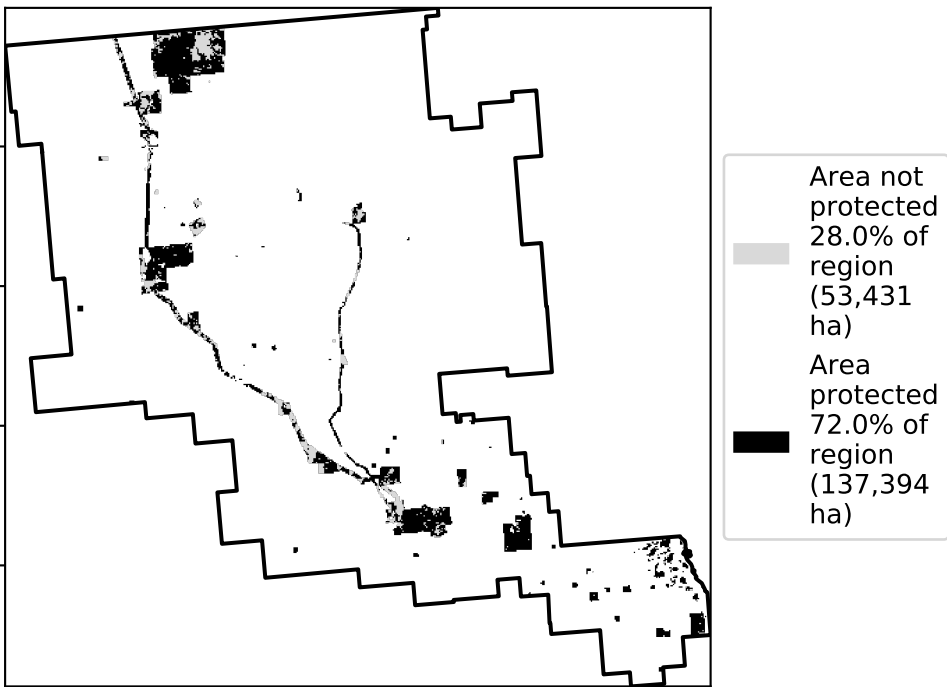 Area not
protected
28.0% of
region
(53,431
ha)
Area
protected
72.0% of
region
(137,394
ha)